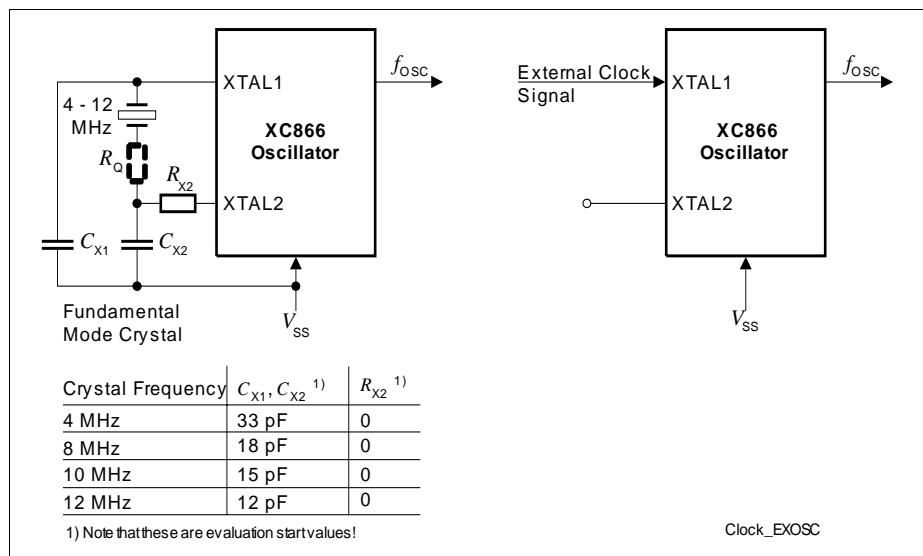 XTAL1
4 - 12
MHz
R_Q
R_X2
XC866
Oscillator
f_OSC
XTAL2
C_X1
C_X2
Fundamental
Mode Crystal
V_SS
External Clock
Signal
XTAL1
f_OSC
XC866
Oscillator
XTAL2
V_SS
Crystal Frequency C_X1, C_X2 1) R_X2 1)
4 MHz 33 pF 0
8 MHz 18 pF 0
10 MHz 15 pF 0
12 MHz 12 pF 0
1) Note that these are evaluation start values!
Clock_EXOSC